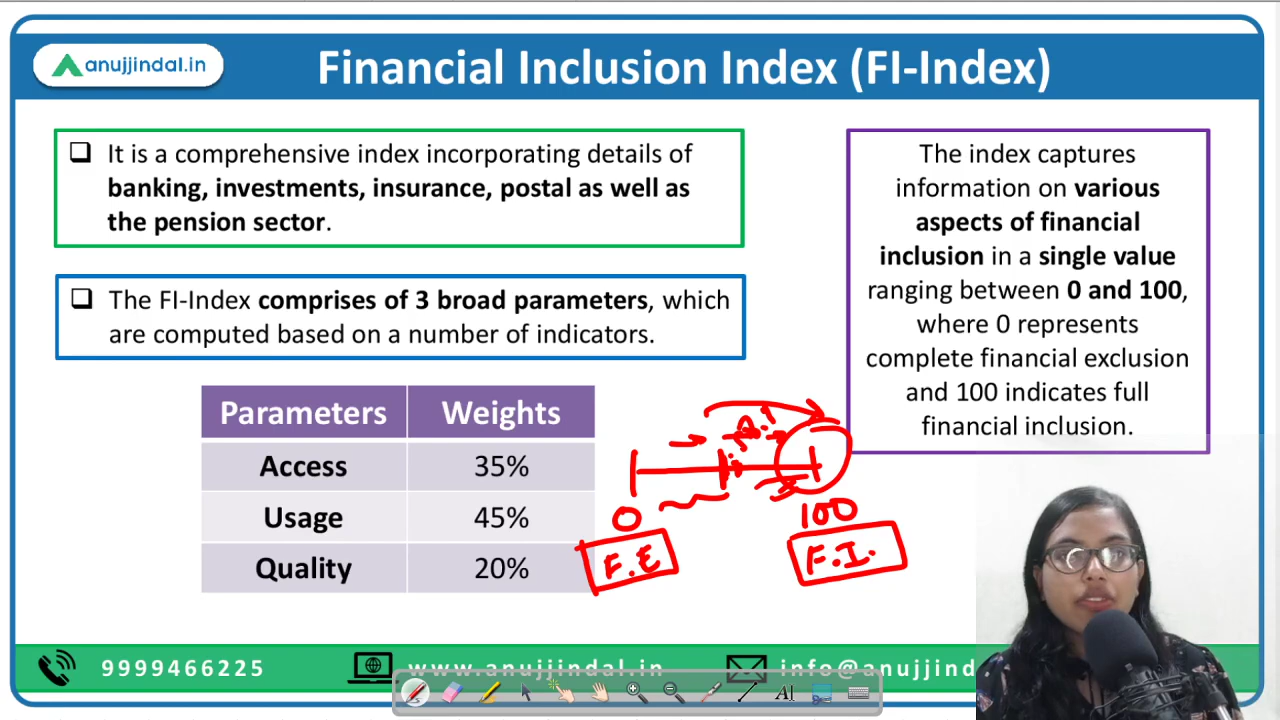 anujjindal.in
Financial Inclusion Index (FI-Index)
It is a comprehensive index incorporating details of
banking, investments, insurance, postal as well as
the pension sector.
The FI-Index comprises of 3 broad parameters, which
are computed based on a number of indicators.
Parameters Weights
Access 35%
Usage 45%
Quality 20%
The index captures
information on various
aspects of financial
inclusion in a single value
ranging between 0 and 100,
where 0 represents
complete financial exclusion
and 100 indicates full
financial inclusion.
0 100
F.E F.I.
9999466225 www.anujjindal.in info@anujjind